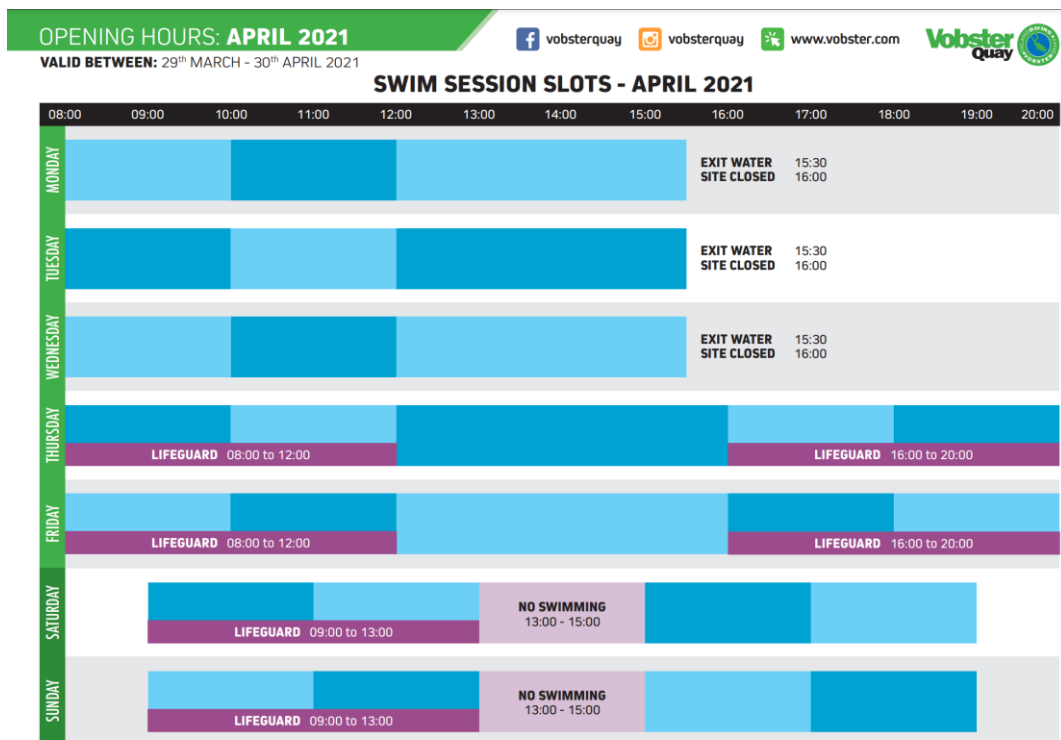 OPENING HOURS: APRIL 2021
vobsterquay vobsterquay www.vobster.com
Vobster
Quay
VALID BETWEEN: 29th MARCH - 30th APRIL 2021
SWIM SESSION SLOTS - APRIL 2021
08:00 09:00 10:00 11:00 12:00 13:00 14:00 15:00 16:00 17:00 18:00 19:00 20:00
MONDAY
EXIT WATER 15:30
SITE CLOSED 16:00
TUESDAY
EXIT WATER 15:30
SITE CLOSED 16:00
WEDNESDAY
EXIT WATER 15:30
SITE CLOSED 16:00
THURSDAY
LIFEGUARD 08:00 to 12:00 LIFEGUARD 16:00 to 20:00
FRIDAY
LIFEGUARD 08:00 to 12:00 LIFEGUARD 16:00 to 20:00
SATURDAY
NO SWIMMING
13:00 - 15:00
LIFEGUARD 09:00 to 13:00
SUNDAY
NO SWIMMING
13:00 - 15:00
LIFEGUARD 09:00 to 13:00